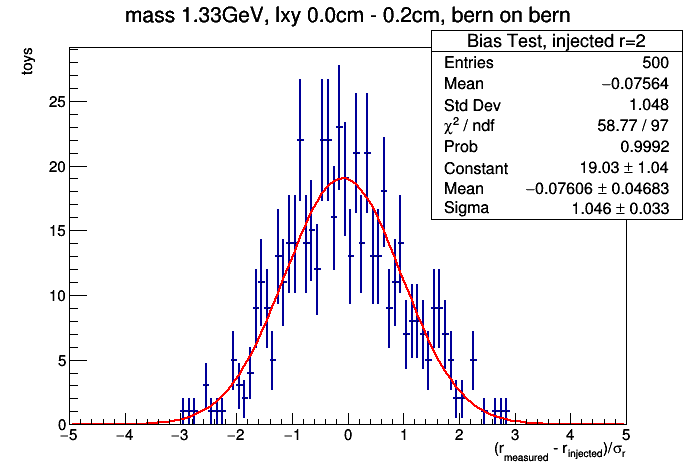 mass 1.33GeV, lxy 0.0cm - 0.2cm, bern on bern
Bias Test, injected r=2
Entries 500
Mean −0.07564
Std Dev 1.048
χ² / ndf 58.77 / 97
Prob 0.9992
Constant 19.03 ± 1.04
Mean −0.07606 ± 0.04683
Sigma 1.046 ± 0.033
toys
25
20
15
10
5
0
−5 −4 −3 −2 −1 0 1 2 3 4 5
(r_measured - r_injected)/σ_r